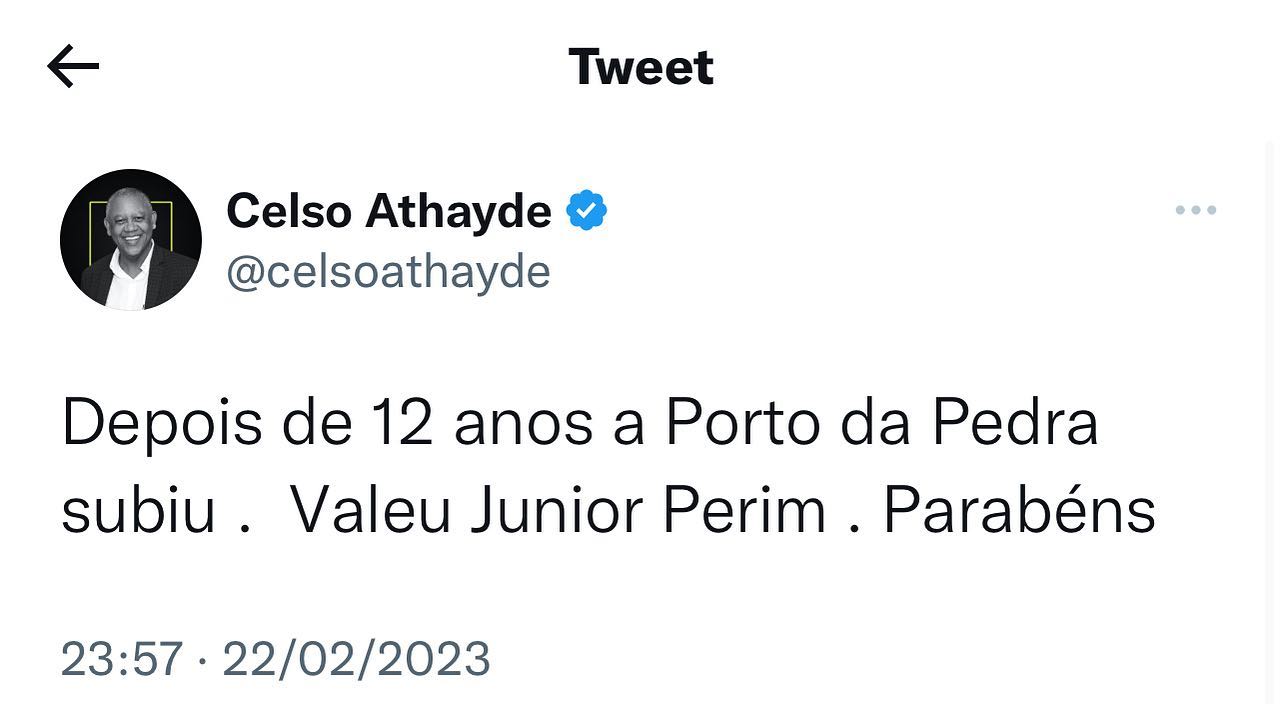 Tweet
Celso Athayde
@celsoathayde
Depois de 12 anos a Porto da Pedra
subiu .  Valeu Junior Perim . Parabéns
23:57 · 22/02/2023